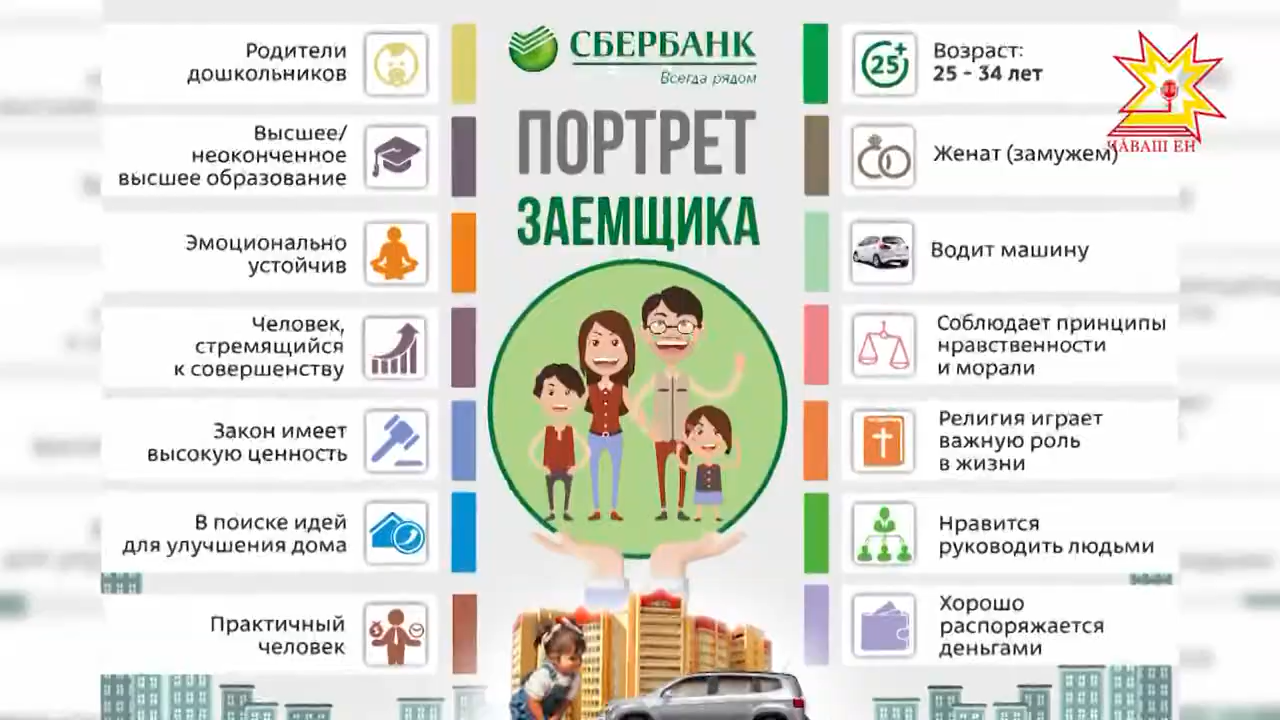 Родители
дошкольников
Высшее/
неоконченное
высшее образование
Эмоционально
устойчив
Человек,
стремящийся
к совершенству
Закон имеет
высокую ценность
В поиске идей
для улучшения дома
Практичный
человек
СБЕРБАНК
Всегда рядом
ПОРТРЕТ
ЗАЕМЩИКА
25+
Возраст:
25 - 34 лет
Женат (замужем)
Водит машину
Соблюдает принципы
нравственности
и морали
Религия играет
важную роль
в жизни
Нравится
руководить людьми
Хорошо
распоряжается
деньгами
ЧӐВАШ ЕН